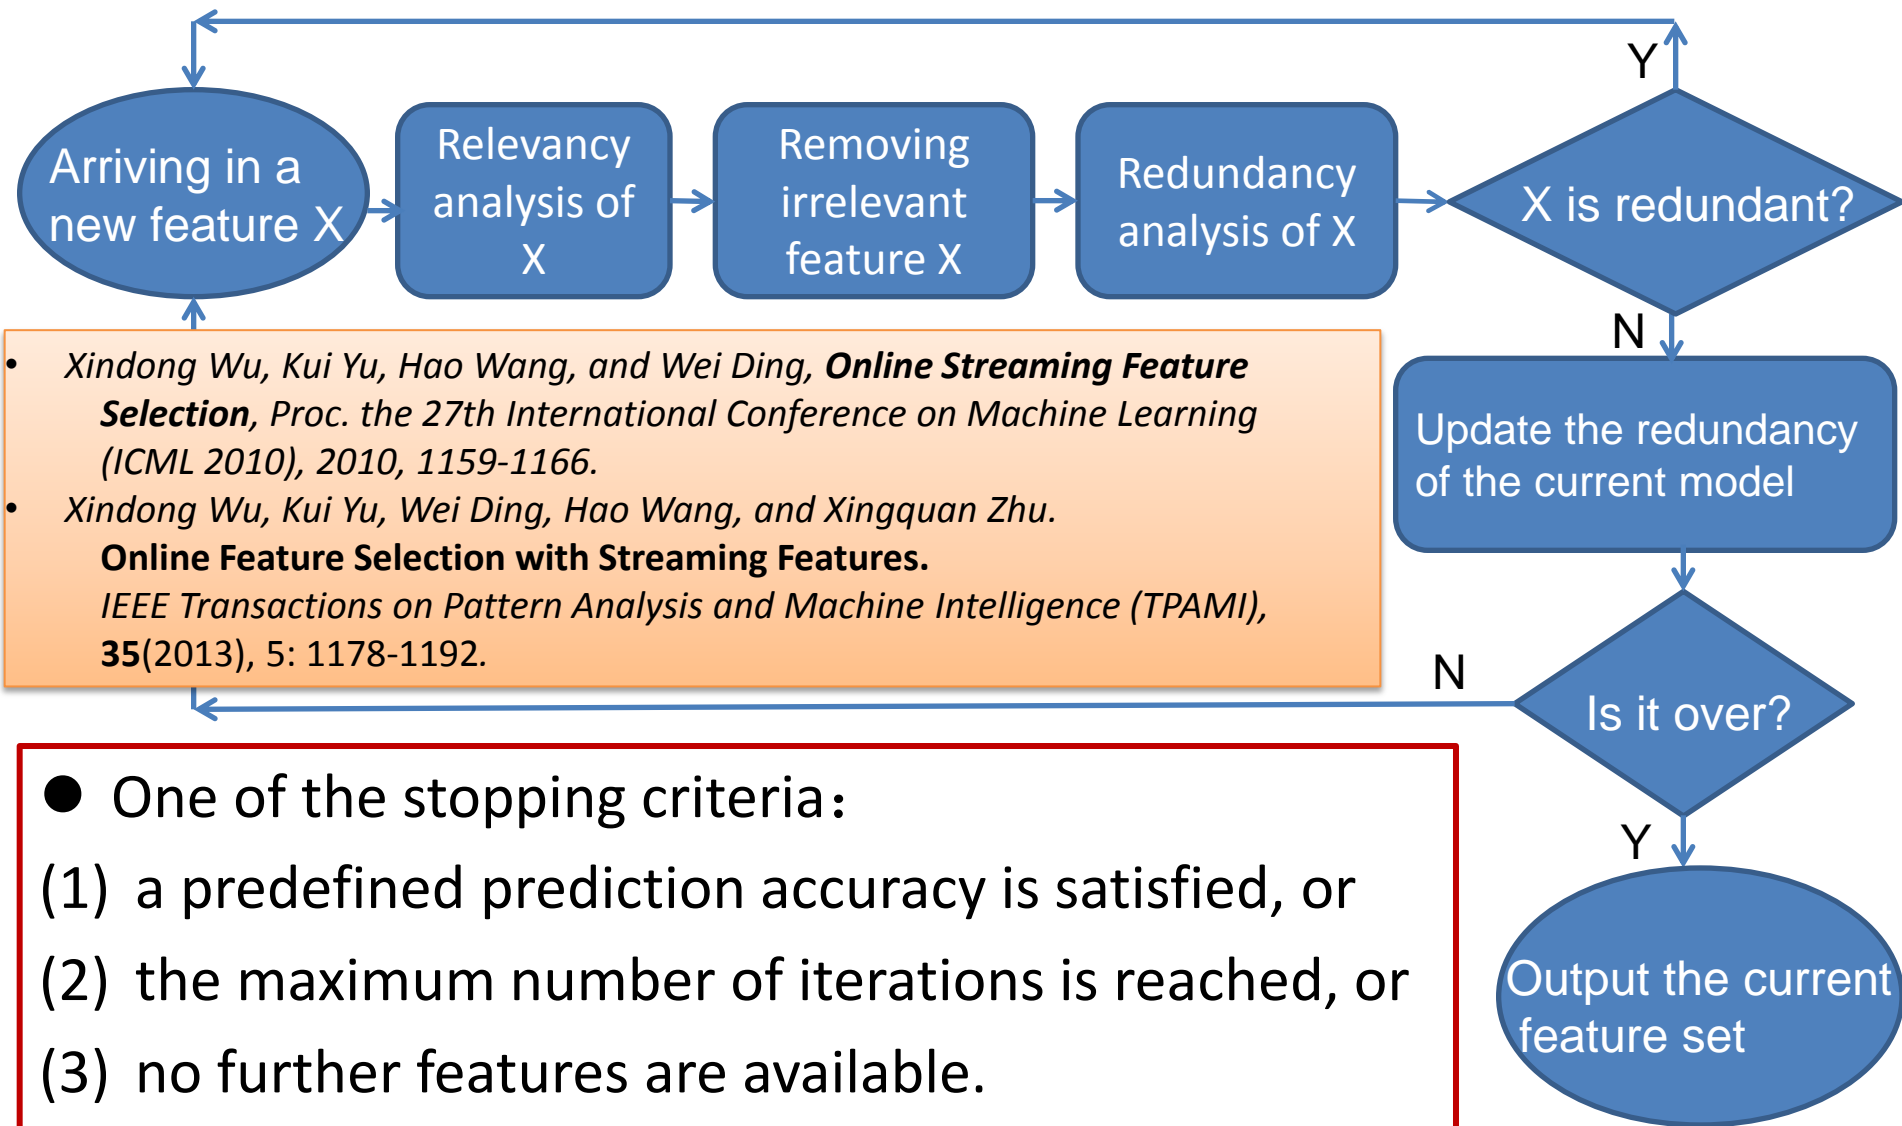 Y
Arriving in a
new feature X
Relevancy
analysis of
X
Removing
irrelevant
feature X
Redundancy
analysis of X
X is redundant?
N
• Xindong Wu, Kui Yu, Hao Wang, and Wei Ding, Online Streaming Feature
Selection, Proc. the 27th International Conference on Machine Learning
(ICML 2010), 2010, 1159-1166.
• Xindong Wu, Kui Yu, Wei Ding, Hao Wang, and Xingquan Zhu.
Online Feature Selection with Streaming Features.
IEEE Transactions on Pattern Analysis and Machine Intelligence (TPAMI),
35(2013), 5: 1178-1192.
Update the redundancy
of the current model
N
Is it over?
● One of the stopping criteria：
(1) a predefined prediction accuracy is satisfied, or
(2) the maximum number of iterations is reached, or
(3) no further features are available.
Y
Output the current
feature set